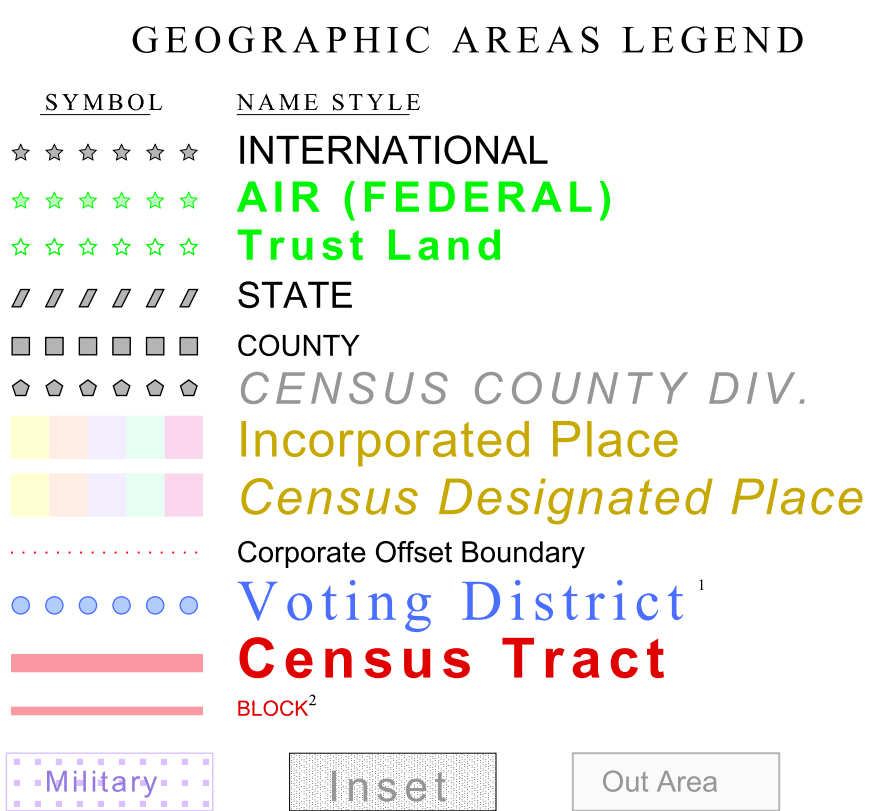 GEOGRAPHIC AREAS LEGEND
SYMBOL NAME STYLE
INTERNATIONAL
AIR (FEDERAL)
Trust Land
STATE
COUNTY
CENSUS COUNTY DIV.
Incorporated Place
Census Designated Place
Corporate Offset Boundary
Voting District ¹
Census Tract
BLOCK²
Military Inset Out Area